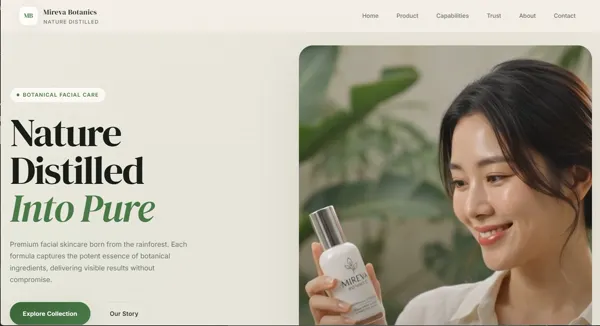 MB
Mireva Botanics
NATURE DISTILLED
Home
Product
Capabilities
Trust
About
Contact
BOTANICAL FACIAL CARE
Nature
Distilled
Into Pure
Premium facial skincare born from the rainforest. Each
formula captures the potent essence of botanical
ingredients, delivering visible results without
compromise.
Explore Collection
Our Story
MIREVA